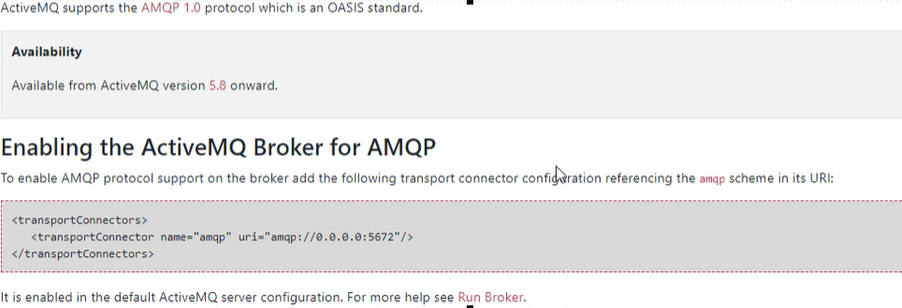 ActiveMQ supports the AMQP 1.0 protocol which is an OASIS standard.
Availability
Available from ActiveMQ version 5.8 onward.
Enabling the ActiveMQ Broker for AMQP
To enable AMQP protocol support on the broker add the following transport connector configuration referencing the amqp scheme in its URI:
<transportConnectors>
   <transportConnector name="amqp" uri="amqp://0.0.0.0:5672"/>
</transportConnectors>
It is enabled in the default ActiveMQ server configuration. For more help see Run Broker.